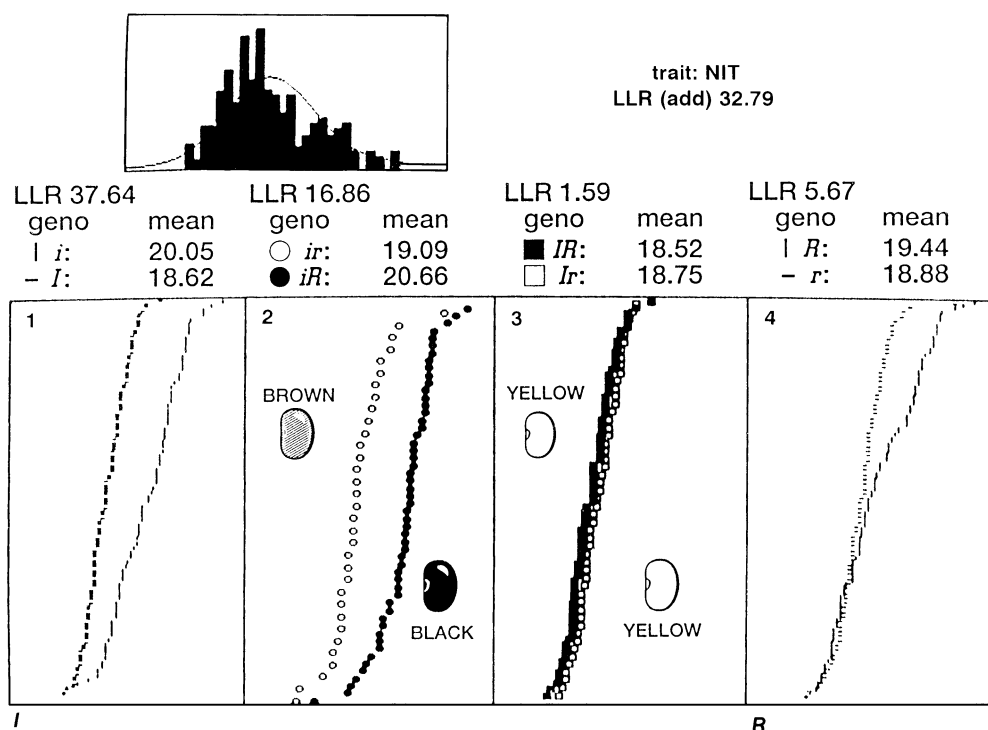 trait: NIT
LLR (add) 32.79
LLR 37.64 LLR 16.86 LLR 1.59 LLR 5.67
geno mean geno mean geno mean geno mean
| i: 20.05 ○ ir: 19.09 ■ IR: 18.52 | R: 19.44
– I: 18.62 ● iR: 20.66 □ Ir: 18.75 – r: 18.88
1 2 3 4
BROWN YELLOW
BLACK YELLOW
I R